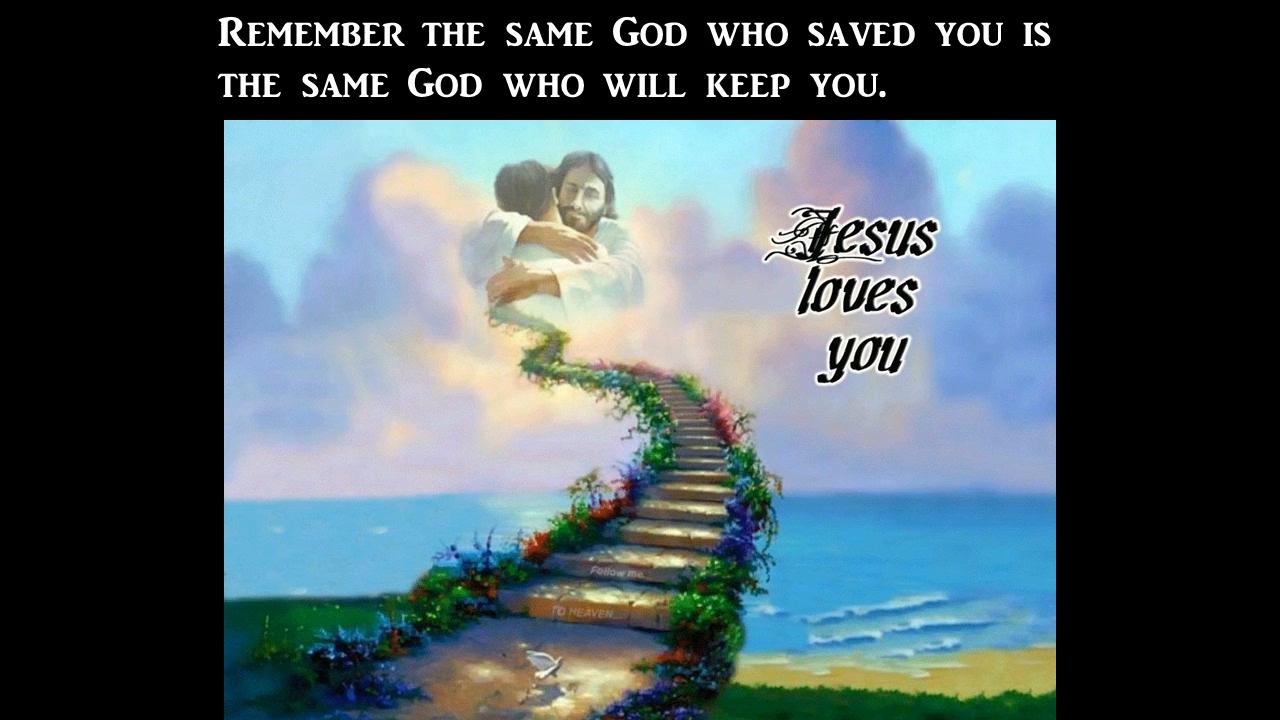 Remember the same God who saved you is
the same God who will keep you.
Jesus
loves
you
Follow me
TO HEAVEN....